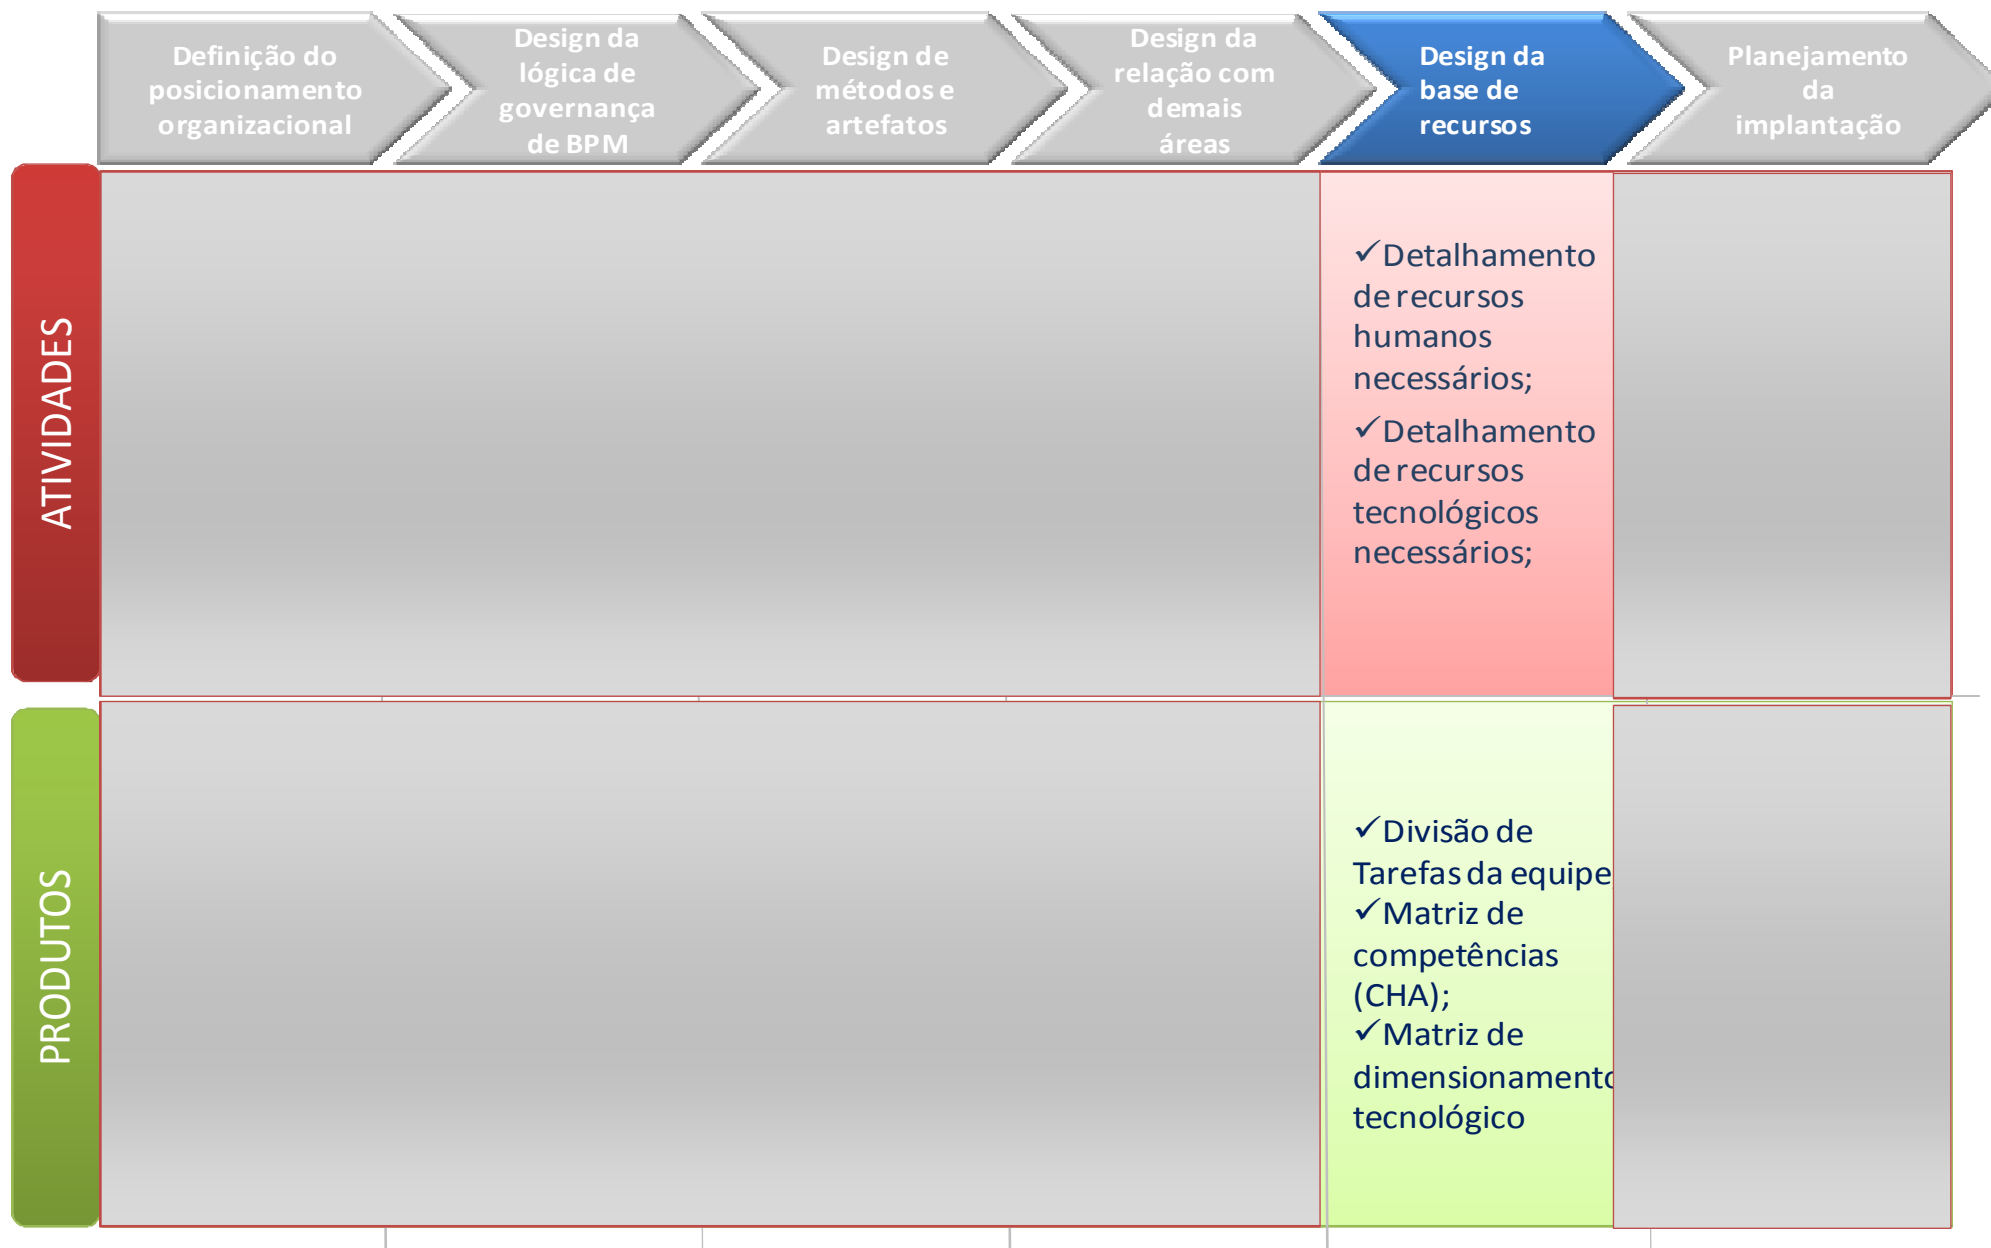 Definição do
posicionamento
organizacional
Design da
lógica de
governança
de BPM
Design de
métodos e
artefatos
Design da
relação com
demais
áreas
Design da
base de
recursos
Planejamento
da
implantação
ATIVIDADES
✓Detalhamento
de recursos
humanos
necessários;
✓Detalhamento
de recursos
tecnológicos
necessários;
PRODUTOS
✓Divisão de
Tarefas da equipe;
✓Matriz de
competências
(CHA);
✓Matriz de
dimensionamento
tecnológico